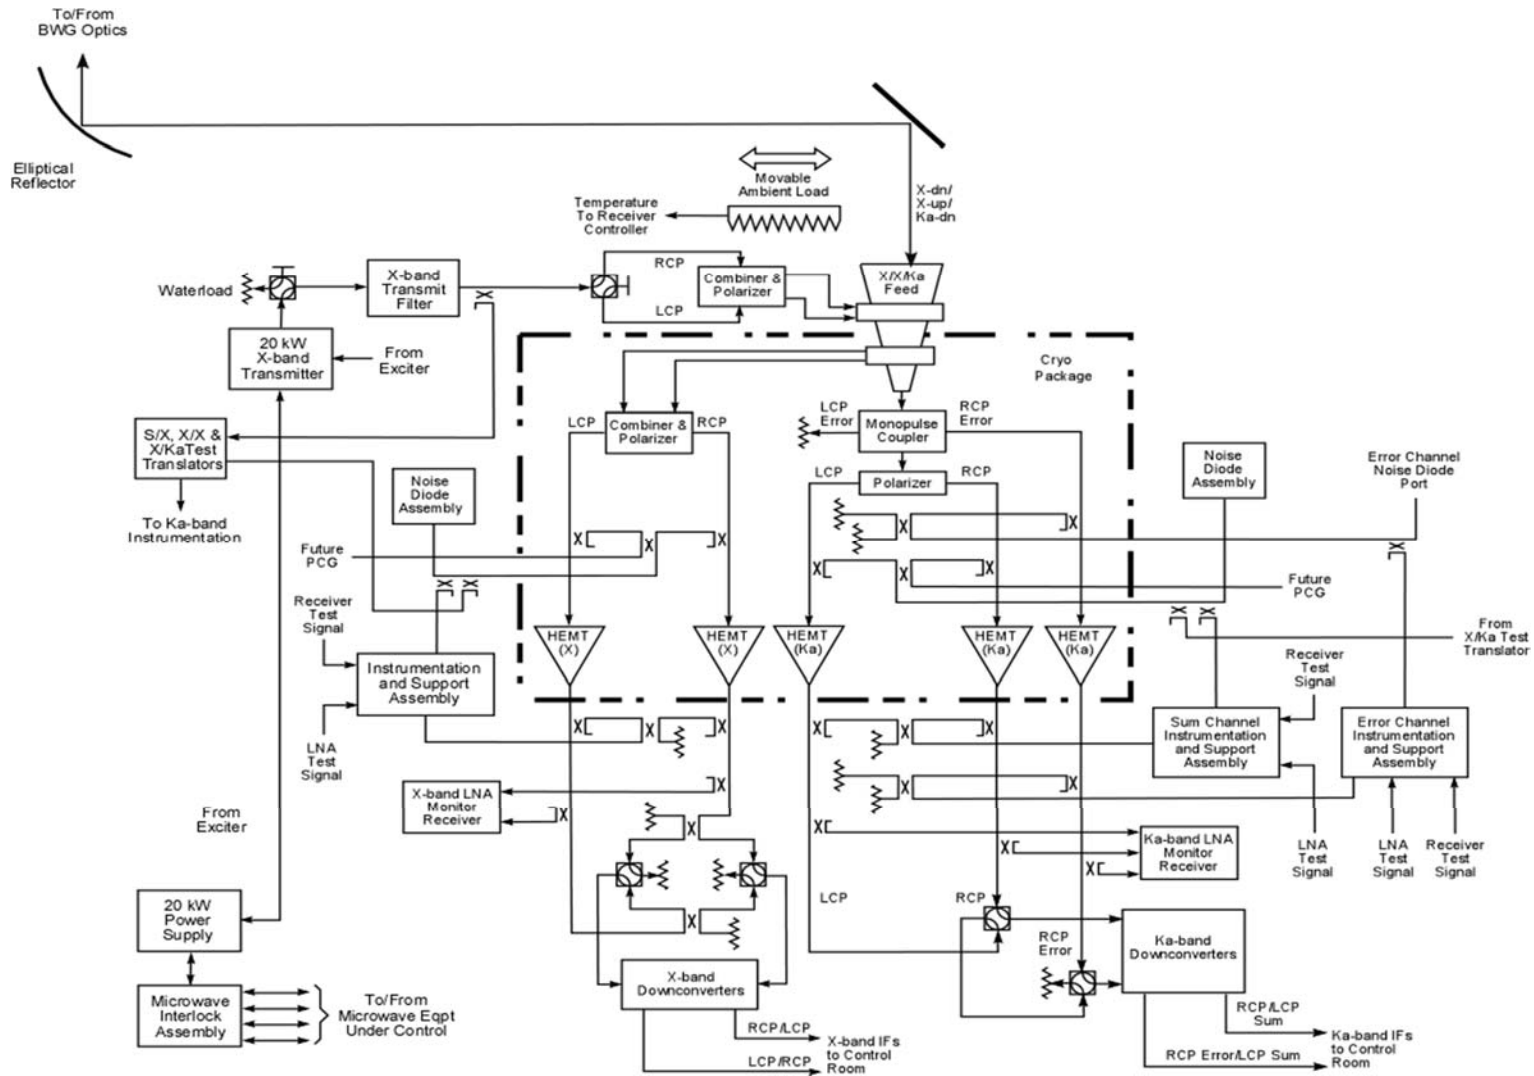 To/From
BWG Optics
Elliptical
Reflector
Movable
Ambient Load
Temperature
To Receiver
Controller
X-dn/
X-up/
Ka-dn
Waterload
X-band
Transmit
Filter
RCP
LCP
Combiner &
Polarizer
X/X/Ka
Feed
20 kW
X-band
Transmitter
From
Exciter
Cryo
Package
S/X, X/X &
X/KaTest
Translators
To Ka-band
Instrumentation
Noise
Diode
Assembly
LCP
Combiner &
Polarizer
RCP
LCP
Error
Monopulse
Coupler
RCP
Error
LCP
Polarizer
RCP
Noise
Diode
Assembly
Error Channel
Noise Diode
Port
Future
PCG
Future
PCG
Receiver
Test
Signal
Instrumentation
and Support
Assembly
LNA
Test
Signal
HEMT
(X)
HEMT
(X)
HEMT
(Ka)
HEMT
(Ka)
HEMT
(Ka)
From
X/Ka Test
Translator
Receiver
Test
Signal
Sum Channel
Instrumentation
and Support
Assembly
Error Channel
Instrumentation
and Support
Assembly
X-band LNA
Monitor
Receiver
Ka-band LNA
Monitor
Receiver
LNA
Test
Signal
LNA
Test
Signal
Receiver
Test
Signal
From
Exciter
20 kW
Power
Supply
Microwave
Interlock
Assembly
To/From
Microwave Eqpt
Under Control
LCP
RCP
RCP
Error
X-band
Downconverters
Ka-band
Downconverters
RCP/LCP
LCP/RCP
X-band IFs
to Control
Room
RCP/LCP
Sum
RCP Error/LCP Sum
Ka-band IFs
to Control
Room